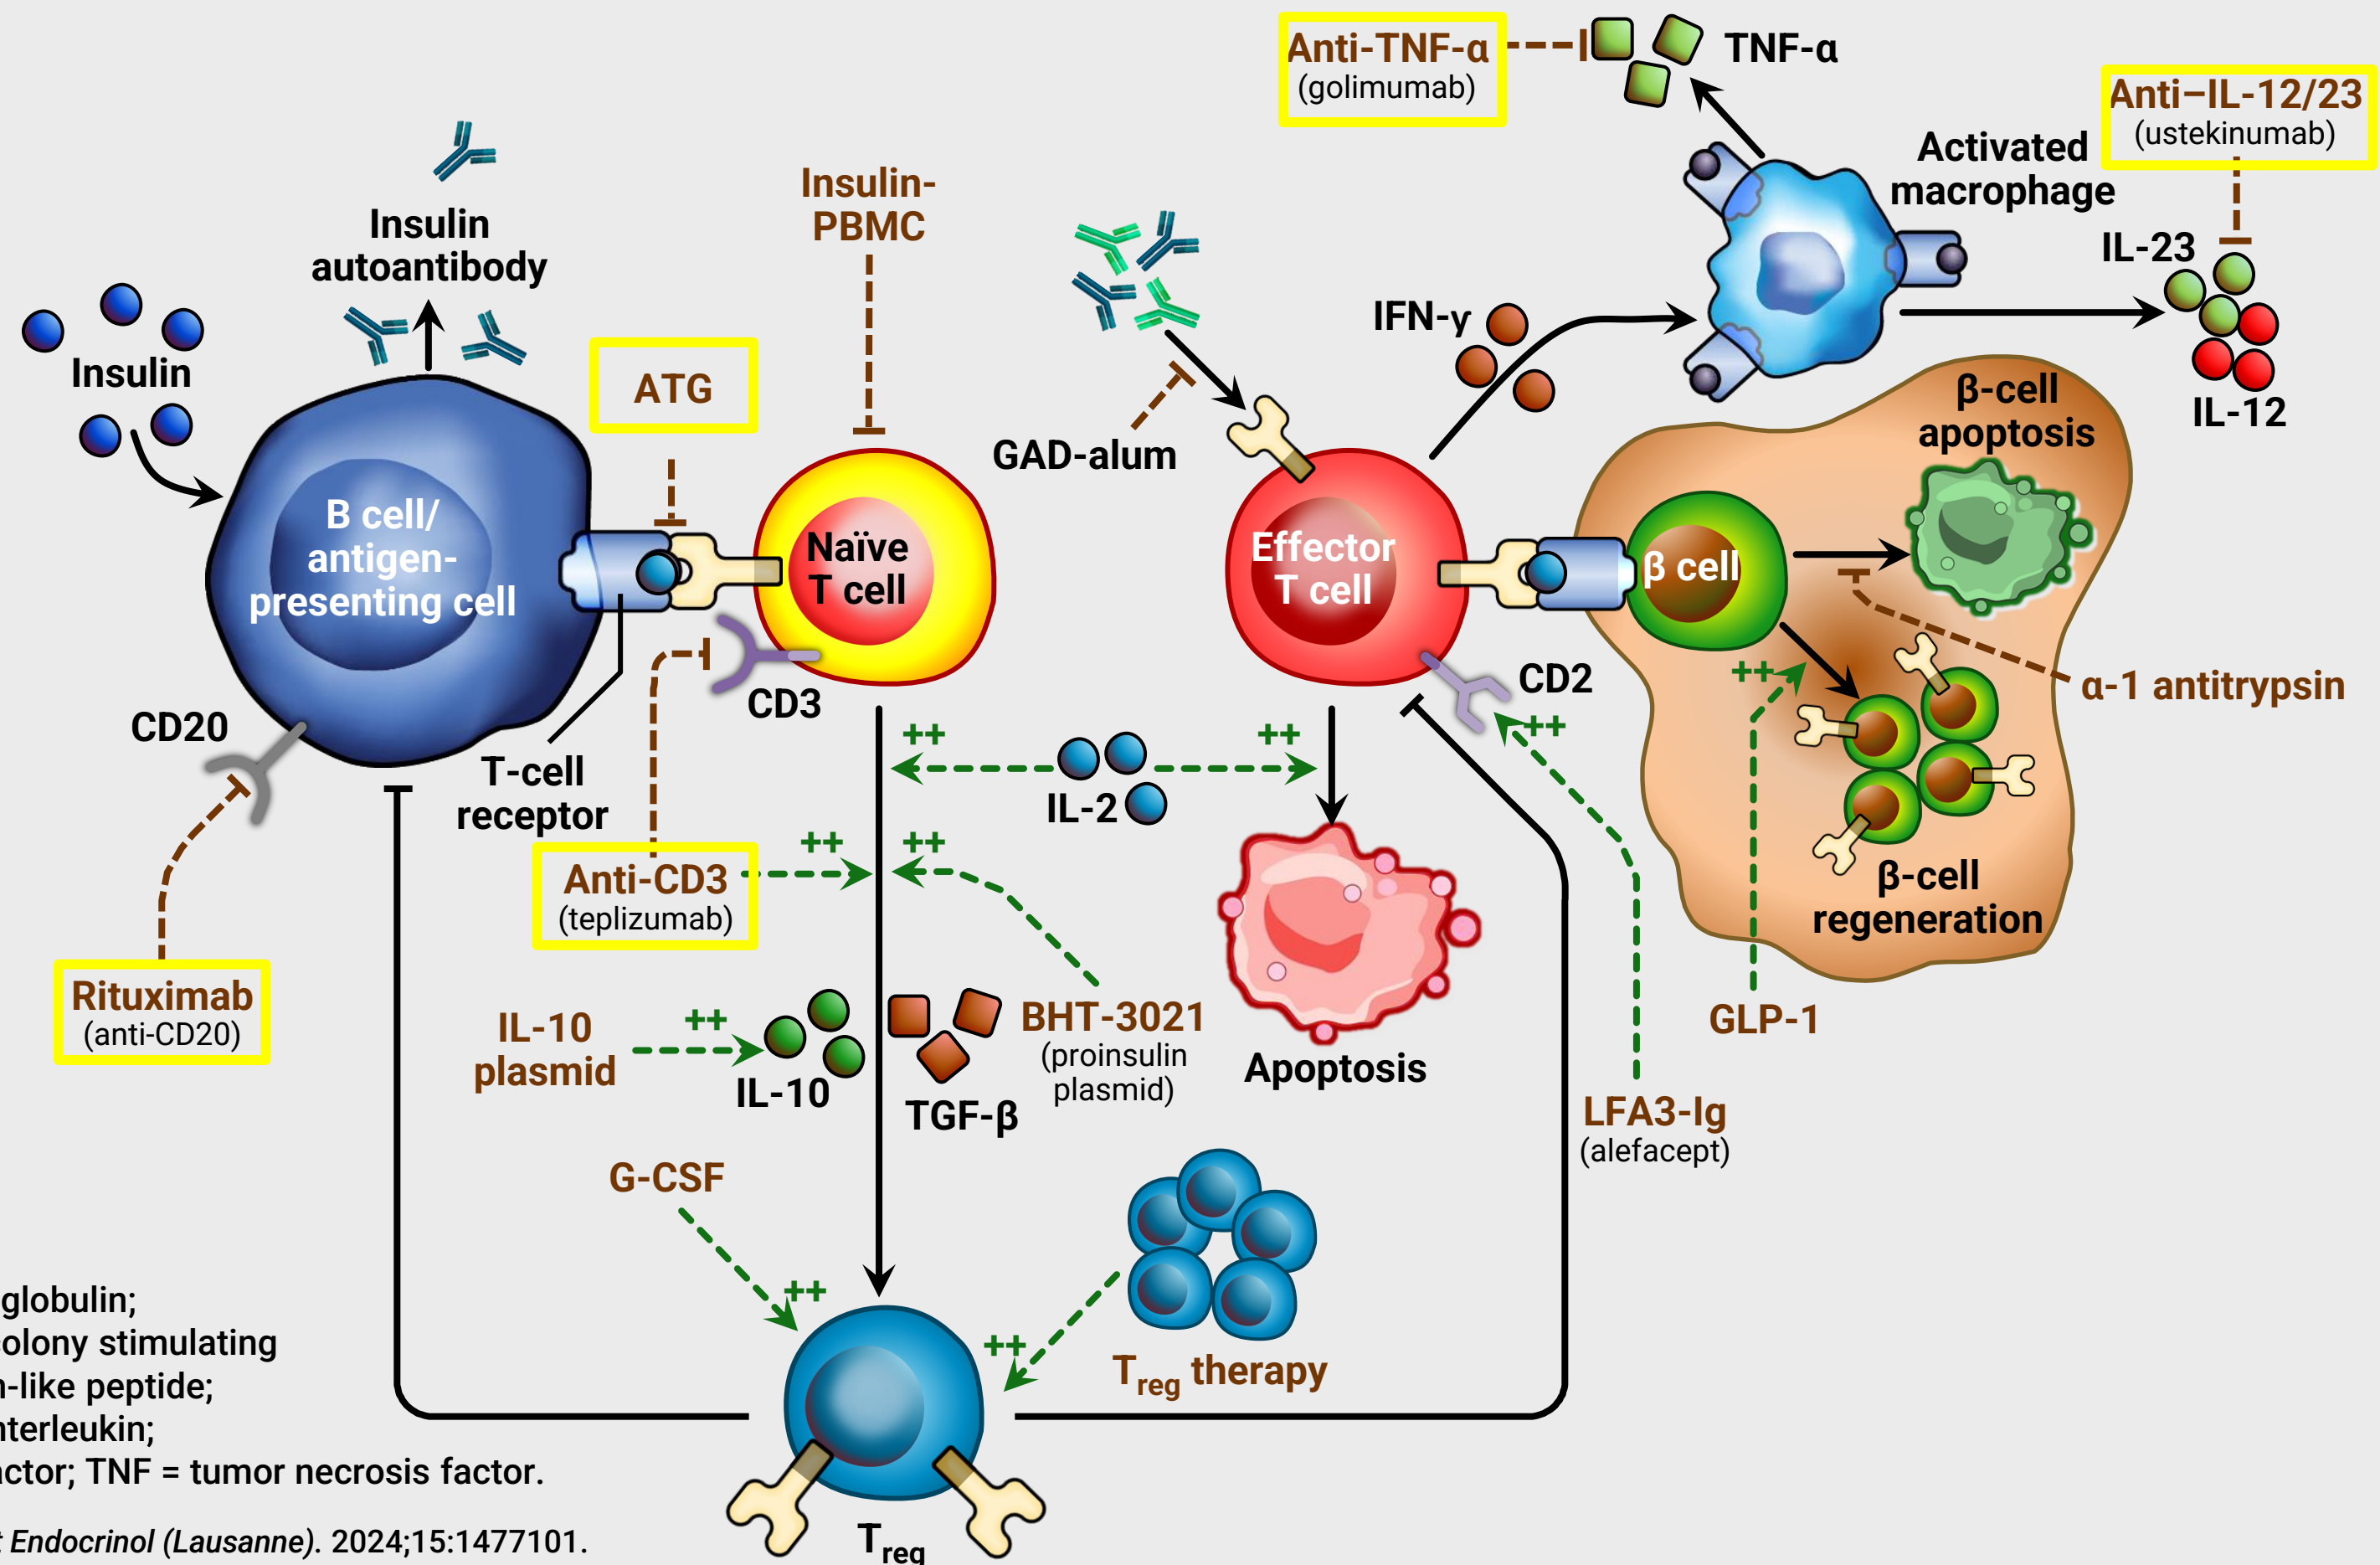 Anti-TNF-α
(golimumab)
TNF-α
Anti–IL-12/23
(ustekinumab)
Activated
macrophage
IL-23
IL-12
IFN-γ
Insulin
autoantibody
Insulin
Insulin-
PBMC
ATG
GAD-alum
B cell/
antigen-
presenting cell
Naïve
T cell
Effector
T cell
β cell
β-cell
apoptosis
α-1 antitrypsin
CD20
T-cell
receptor
CD3
CD2
++
++
++
++
IL-2
++
++
β-cell
regeneration
Anti-CD3
(teplizumab)
Rituximab
(anti-CD20)
IL-10
plasmid
++
IL-10
TGF-β
BHT-3021
(proinsulin
plasmid)
Apoptosis
GLP-1
LFA3-Ig
(alefacept)
G-CSF
++
++
Treg therapy
Treg
globulin;
colony stimulating
n-like peptide;
nterleukin;
actor; TNF = tumor necrosis factor.
t Endocrinol (Lausanne). 2024;15:1477101.